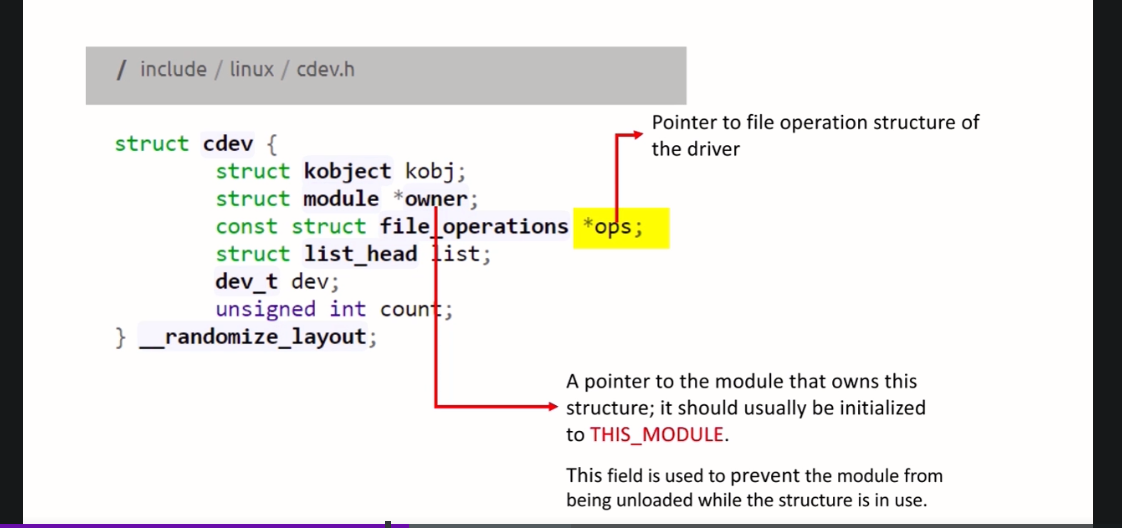 / include / linux / cdev.h
Pointer to file operation structure of
the driver
struct cdev {
struct kobject kobj;
struct module *owner;
const struct file_operations *ops;
struct list_head list;
dev_t dev;
unsigned int count;
} __randomize_layout;
A pointer to the module that owns this
structure; it should usually be initialized
to THIS_MODULE.
This field is used to prevent the module from
being unloaded while the structure is in use.